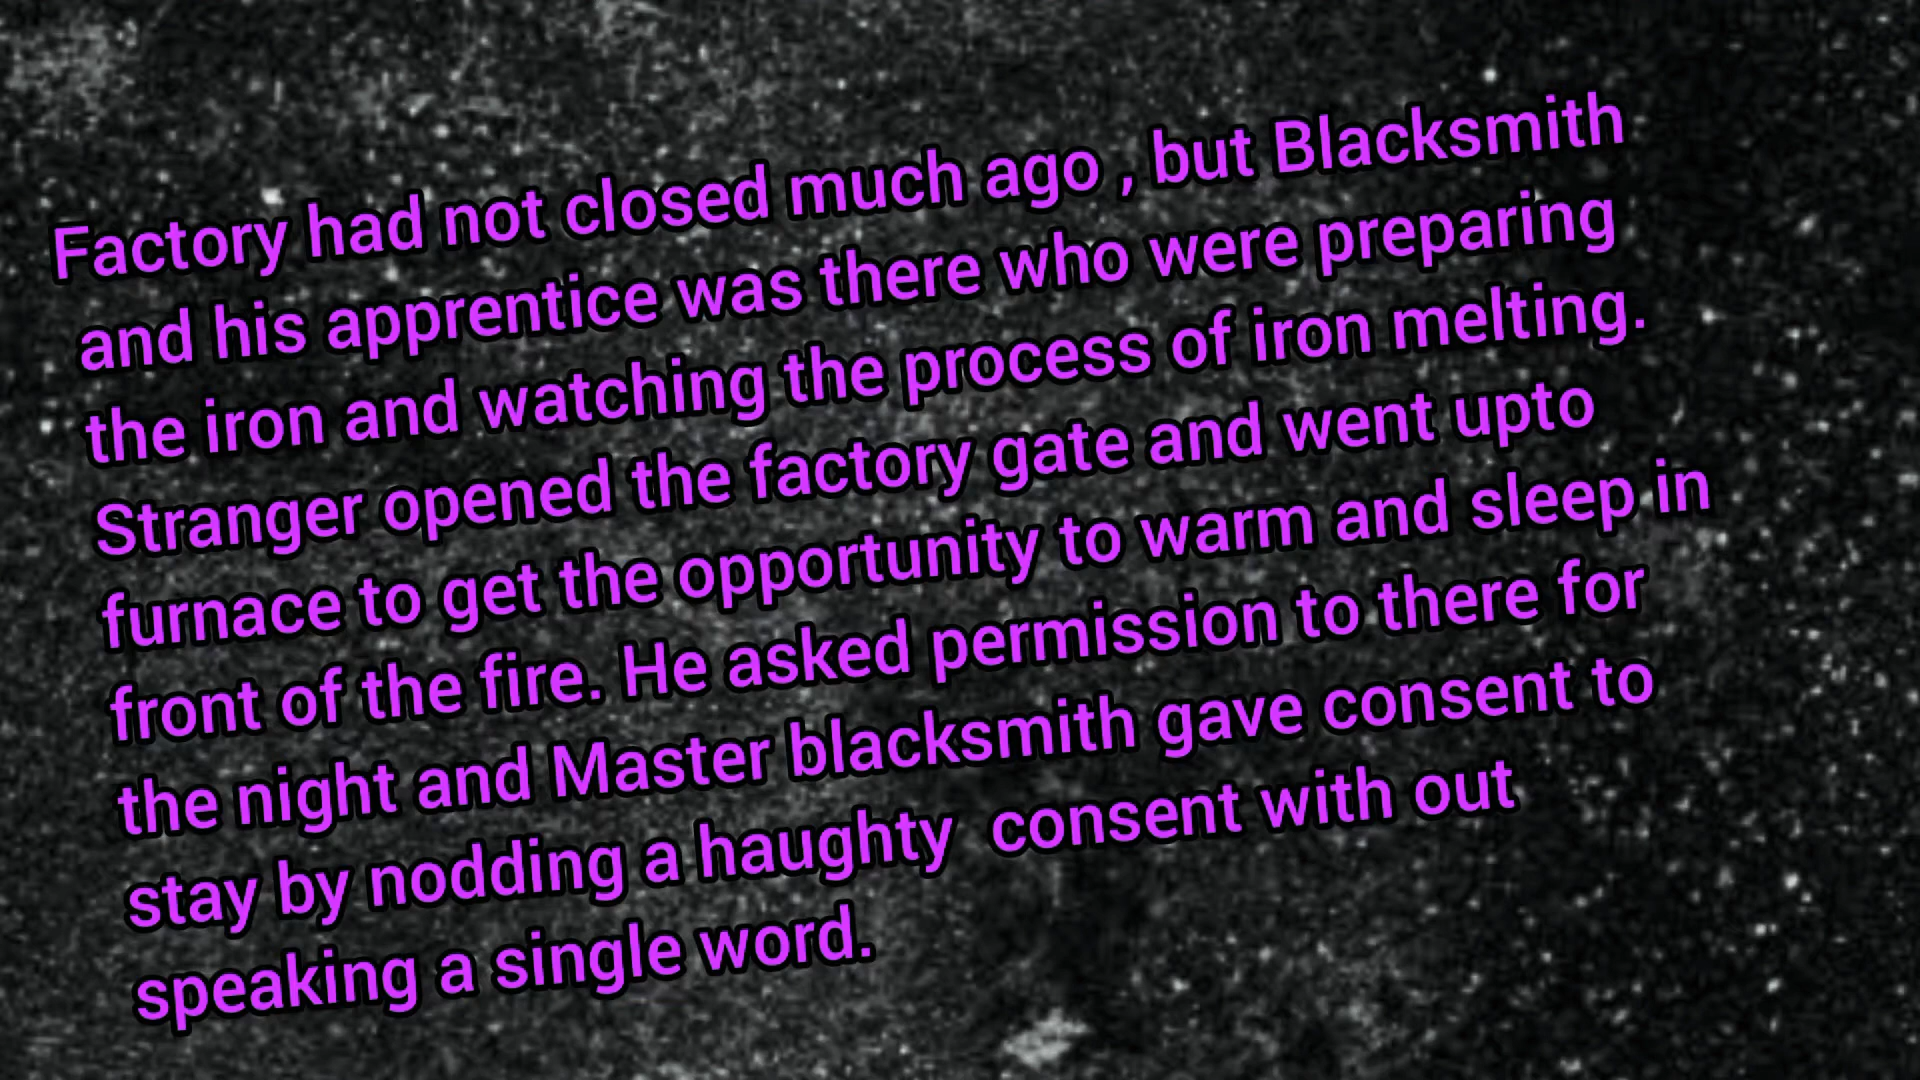 Factory had not closed much ago , but Blacksmith
and his apprentice was there who were preparing
the iron and watching the process of iron melting.
Stranger opened the factory gate and went upto
furnace to get the opportunity to warm and sleep in
front of the fire. He asked permission to there for
the night and Master blacksmith gave consent to
stay by nodding a haughty  consent with out
speaking a single word.